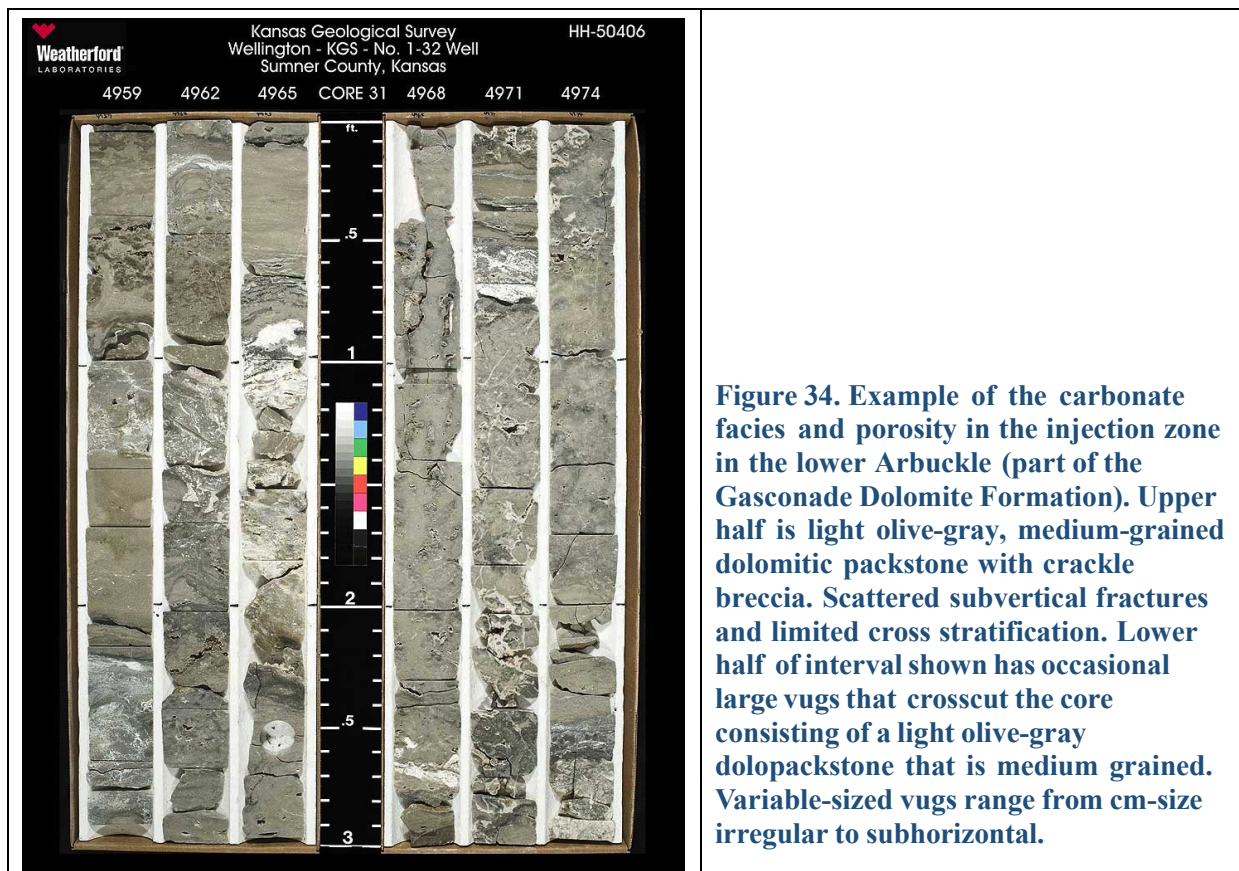 Weatherford
LABORATORIES
Kansas Geological Survey
Wellington - KGS - No. 1-32 Well
Sumner County, Kansas
HH-50406
4959 4962 4965 CORE 31 4968 4971 4974
ft.
.5
1
2
.5
3
Figure 34. Example of the carbonate
facies and porosity in the injection zone
in the lower Arbuckle (part of the
Gasconade Dolomite Formation). Upper
half is light olive-gray, medium-grained
dolomitic packstone with crackle
breccia. Scattered subvertical fractures
and limited cross stratification. Lower
half of interval shown has occasional
large vugs that crosscut the core
consisting of a light olive-gray
dolopackstone that is medium grained.
Variable-sized vugs range from cm-size
irregular to subhorizontal.